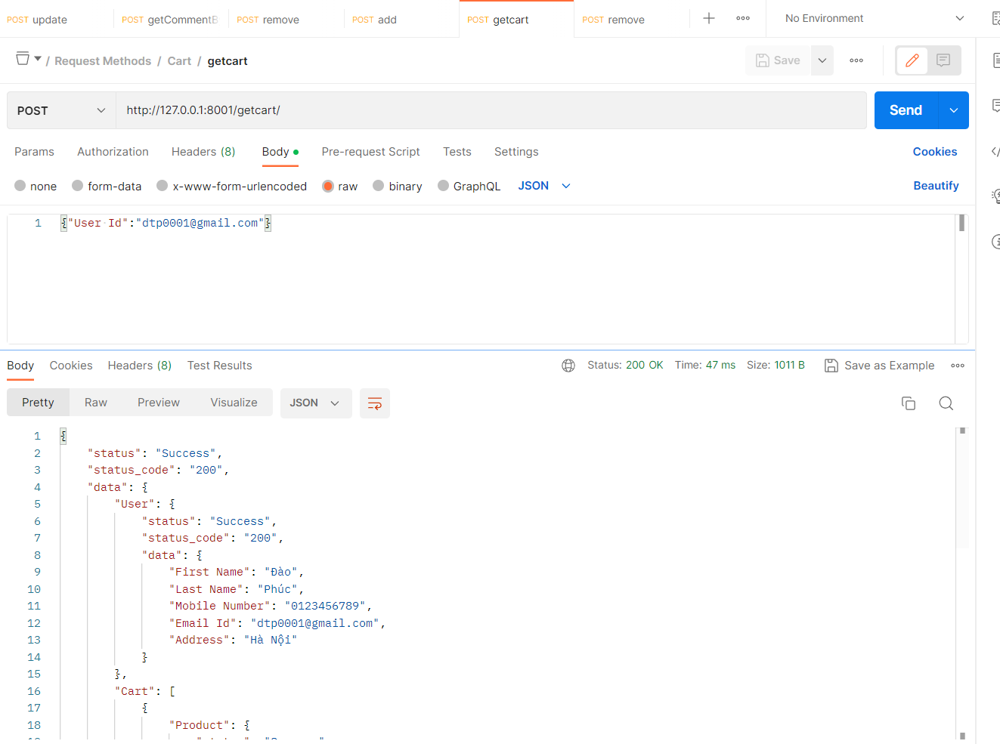 POST update POST getCommentB POST remove POST add POST getcart POST remove No Environment
/ Request Methods / Cart / getcart Save
POST http://127.0.0.1:8001/getcart/ Send
Params Authorization Headers (8) Body Pre-request Script Tests Settings Cookies
none form-data x-www-form-urlencoded raw binary GraphQL JSON Beautify
1 {"User Id":"dtp0001@gmail.com"}
Body Cookies Headers (8) Test Results Status: 200 OK Time: 47 ms Size: 1011 B Save as Example
Pretty Raw Preview Visualize JSON
1 {
2 "status": "Success",
3 "status_code": "200",
4 "data": {
5 "User": {
6 "status": "Success",
7 "status_code": "200",
8 "data": {
9 "First Name": "Đào",
10 "Last Name": "Phúc",
11 "Mobile Number": "0123456789",
12 "Email Id": "dtp0001@gmail.com",
13 "Address": "Hà Nội"
14 }
15 },
16 "Cart": [
17 {
18 "Product": {